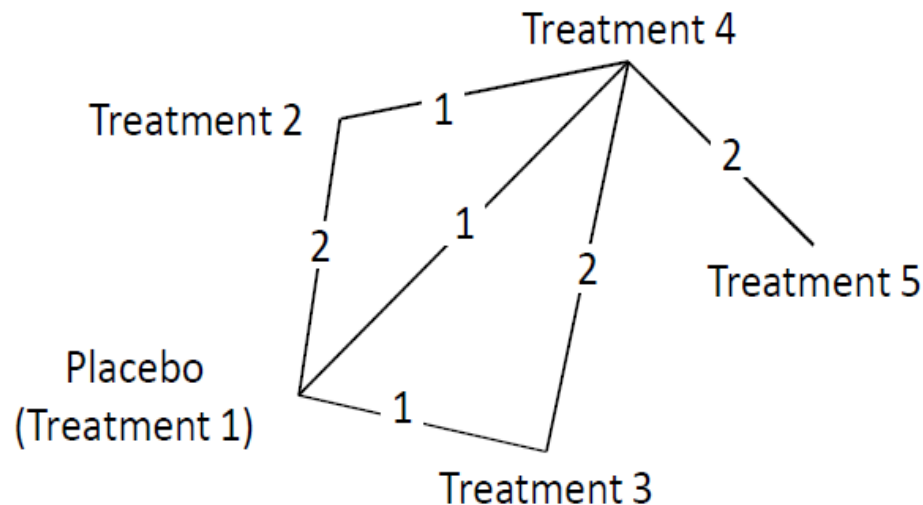 Treatment 4
Treatment 2
1
2
1
2
2
Treatment 5
Placebo
(Treatment 1)
1
Treatment 3